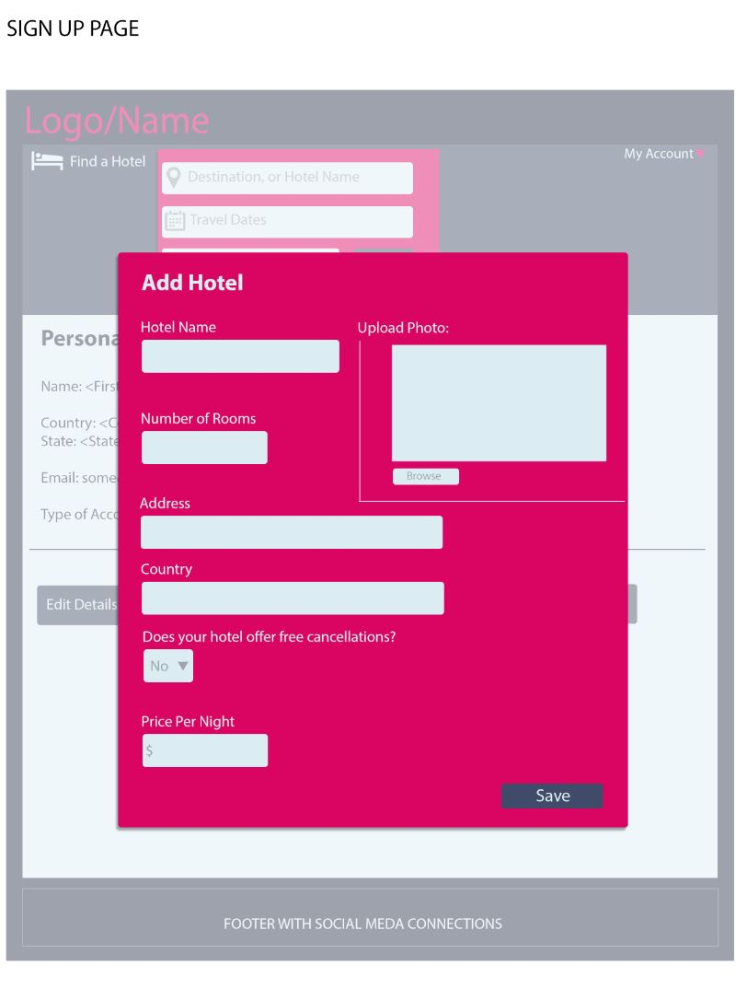 SIGN UP PAGE
Logo/Name
Find a Hotel
My Account
Destination, or Hotel Name
Travel Dates
Add Hotel
Hotel Name
Upload Photo:
Number of Rooms
Browse
Address
Country
Does your hotel offer free cancellations?
No
Price Per Night
$
Save
Persona
Name: <First
Country: <C
State: <State
Email: some
Type of Acco
Edit Details
FOOTER WITH SOCIAL MEDA CONNECTIONS